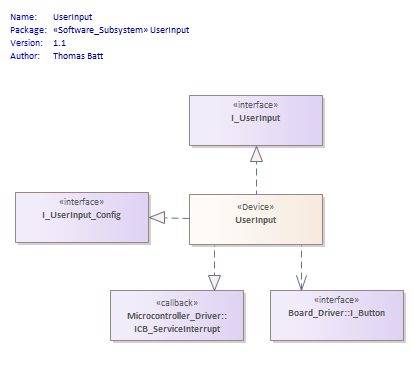 Name: UserInput
Package: «Software_Subsystem» UserInput
Version: 1.1
Author: Thomas Batt
«interface»
I_UserInput
«interface»
I_UserInput_Config
«Device»
UserInput
«callback»
Microcontroller_Driver::
ICB_ServiceInterrupt
«interface»
Board_Driver::I_Button